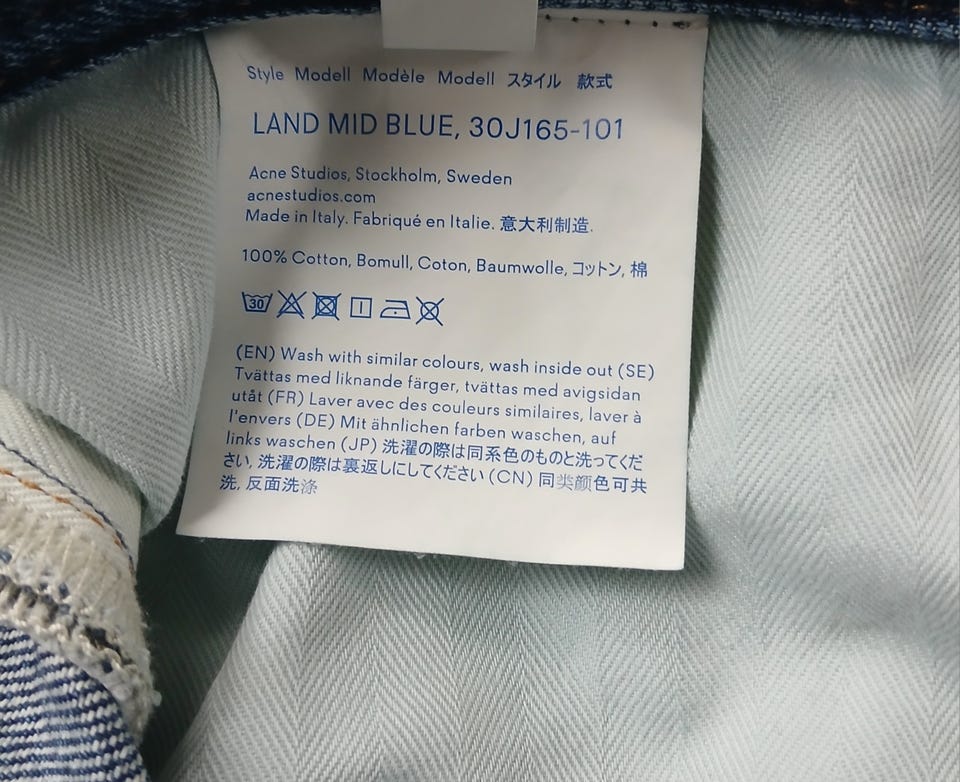 Style Modell Modèle Modell スタイル 款式
LAND MID BLUE, 30J165-101
Acne Studios, Stockholm, Sweden
acnestudios.com
Made in Italy. Fabriqué en Italie. 意大利制造.
100% Cotton, Bomull, Coton, Baumwolle, コットン, 棉
30
(EN) Wash with similar colours, wash inside out (SE)
Tvättas med liknande färger, tvättas med avigsidan
utåt (FR) Laver avec des couleurs similaires, laver à
l'envers (DE) Mit ähnlichen farben waschen, auf
links waschen (JP) 洗濯の際は同系色のものと洗ってくだ
さい, 洗濯の際は裏返しにしてください (CN) 同类颜色可共
洗, 反面洗涤